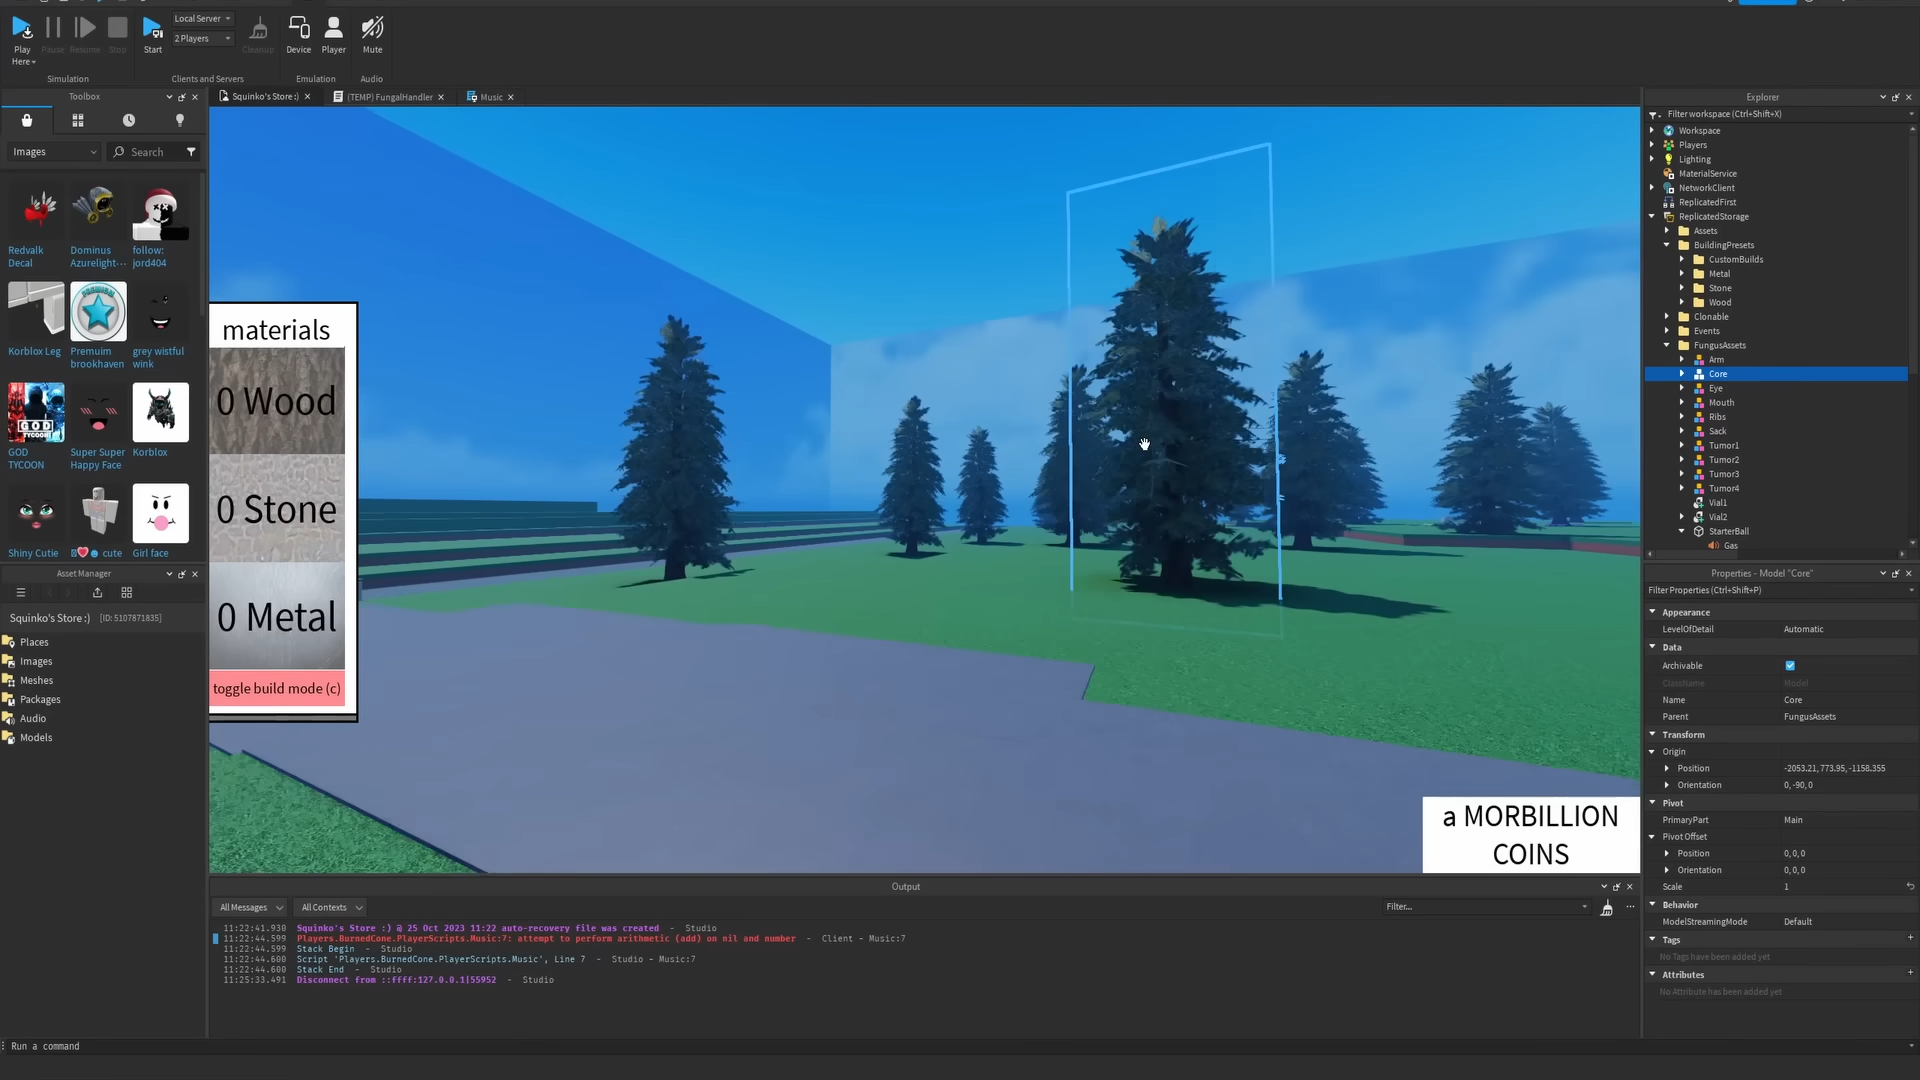 Play
Here
Pause
Resume
Stop
Simulation
Start
Local Server
2 Players
Cleanup
Clients and Servers
Device
Player
Emulation
Mute
Audio
Toolbox
Images
Search
Redvalk
Decal
Dominus
Azurelight···
follow:
jord404
Korblox Leg
Premuim
brookhaven
grey wistful
wink
GOD
TYCOON
GOD
TYCOON
Super Super
Happy Face
Korblox
Shiny Cutie
cute
Girl face
Asset Manager
Squinko's Store :) [ID: 5107871835]
Places
Images
Meshes
Packages
Audio
Models
Squinko's Store :)
(TEMP) FungalHandler
Music
materials
0 Wood
0 Stone
0 Metal
toggle build mode (c)
a MORBILLION
COINS
Output
All Messages
All Contexts
Filter...
11:22:41.930 Squinko's Store :) @ 25 Oct 2023 11:22 auto-recovery file was created - Studio
11:22:44.599 Players.BurnedCone.PlayerScripts.Music:7: attempt to perform arithmetic (add) on nil and number - Client - Music:7
11:22:44.599 Stack Begin - Studio
11:22:44.600 Script 'Players.BurnedCone.PlayerScripts.Music', Line 7 - Studio - Music:7
11:22:44.600 Stack End - Studio
11:25:33.491 Disconnect from ::ffff:127.0.0.1|55952 - Studio
Run a command
Explorer
Filter workspace (Ctrl+Shift+X)
Workspace
Players
Lighting
MaterialService
NetworkClient
ReplicatedFirst
ReplicatedStorage
Assets
BuildingPresets
CustomBuilds
Metal
Stone
Wood
Clonable
Events
FungusAssets
Arm
Core
Eye
Mouth
Ribs
Sack
Tumor1
Tumor2
Tumor3
Tumor4
Vial1
Vial2
StarterBall
Gas
Properties - Model "Core"
Filter Properties (Ctrl+Shift+P)
Appearance
LevelOfDetail Automatic
Data
Archivable
ClassName Model
Name Core
Parent FungusAssets
Transform
Origin
Position -2053.21, 773.95, -1158.355
Orientation 0, -90, 0
Pivot
PrimaryPart Main
Pivot Offset
Position 0, 0, 0
Orientation 0, 0, 0
Scale 1
Behavior
ModelStreamingMode Default
Tags
No Tags have been added yet
Attributes
No Attribute has been added yet